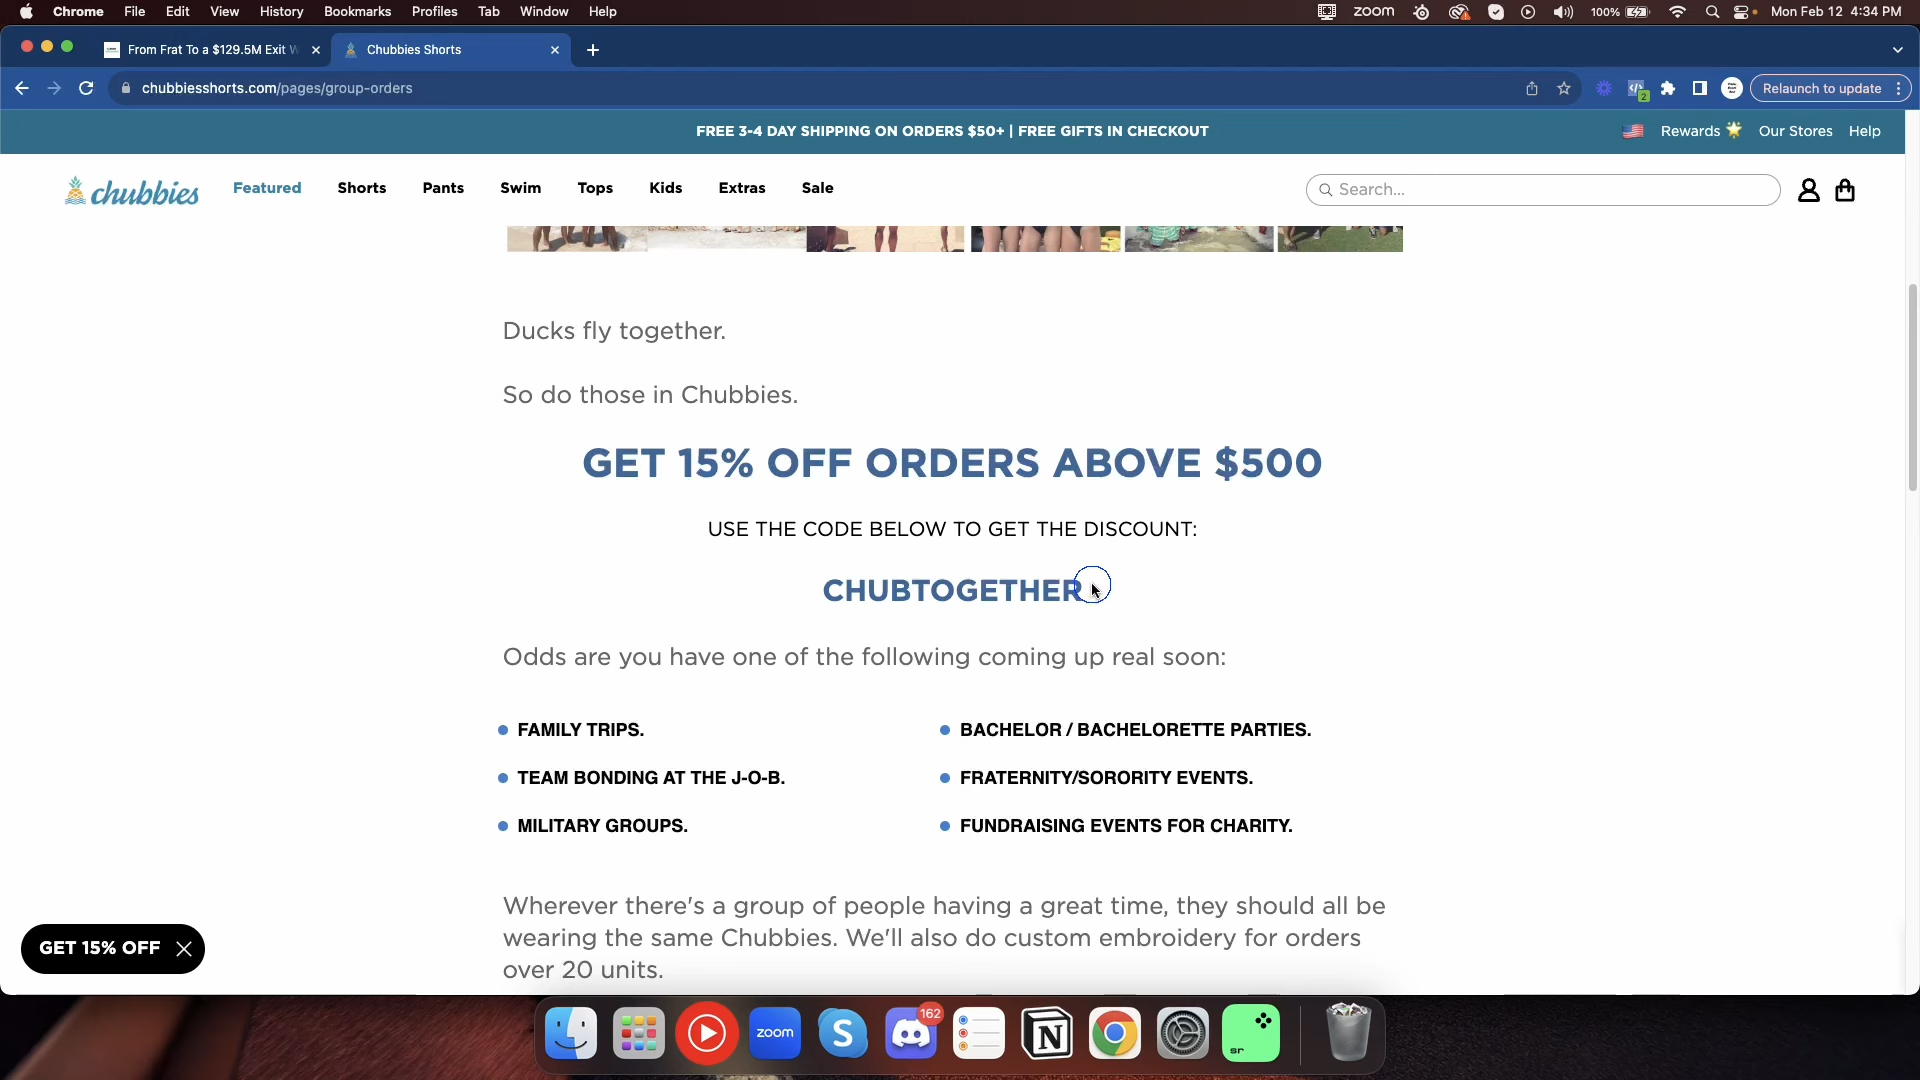 Chrome File Edit View History Bookmarks Profiles Tab Window Help zoom 100% Mon Feb 12 4:34 PM
From Frat To a $129.5M Exit W Chubbies Shorts
chubbiesshorts.com/pages/group-orders 2 Relaunch to update
FREE 3-4 DAY SHIPPING ON ORDERS $50+ | FREE GIFTS IN CHECKOUT Rewards Our Stores Help
chubbies Featured Shorts Pants Swim Tops Kids Extras Sale Search...
Ducks fly together.
So do those in Chubbies.
GET 15% OFF ORDERS ABOVE $500
USE THE CODE BELOW TO GET THE DISCOUNT:
CHUBTOGETHER
Odds are you have one of the following coming up real soon:
FAMILY TRIPS. BACHELOR / BACHELORETTE PARTIES.
TEAM BONDING AT THE J-O-B. FRATERNITY/SORORITY EVENTS.
MILITARY GROUPS. FUNDRAISING EVENTS FOR CHARITY.
Wherever there's a group of people having a great time, they should all be
wearing the same Chubbies. We'll also do custom embroidery for orders
over 20 units.
GET 15% OFF
zoom S 162 N sr